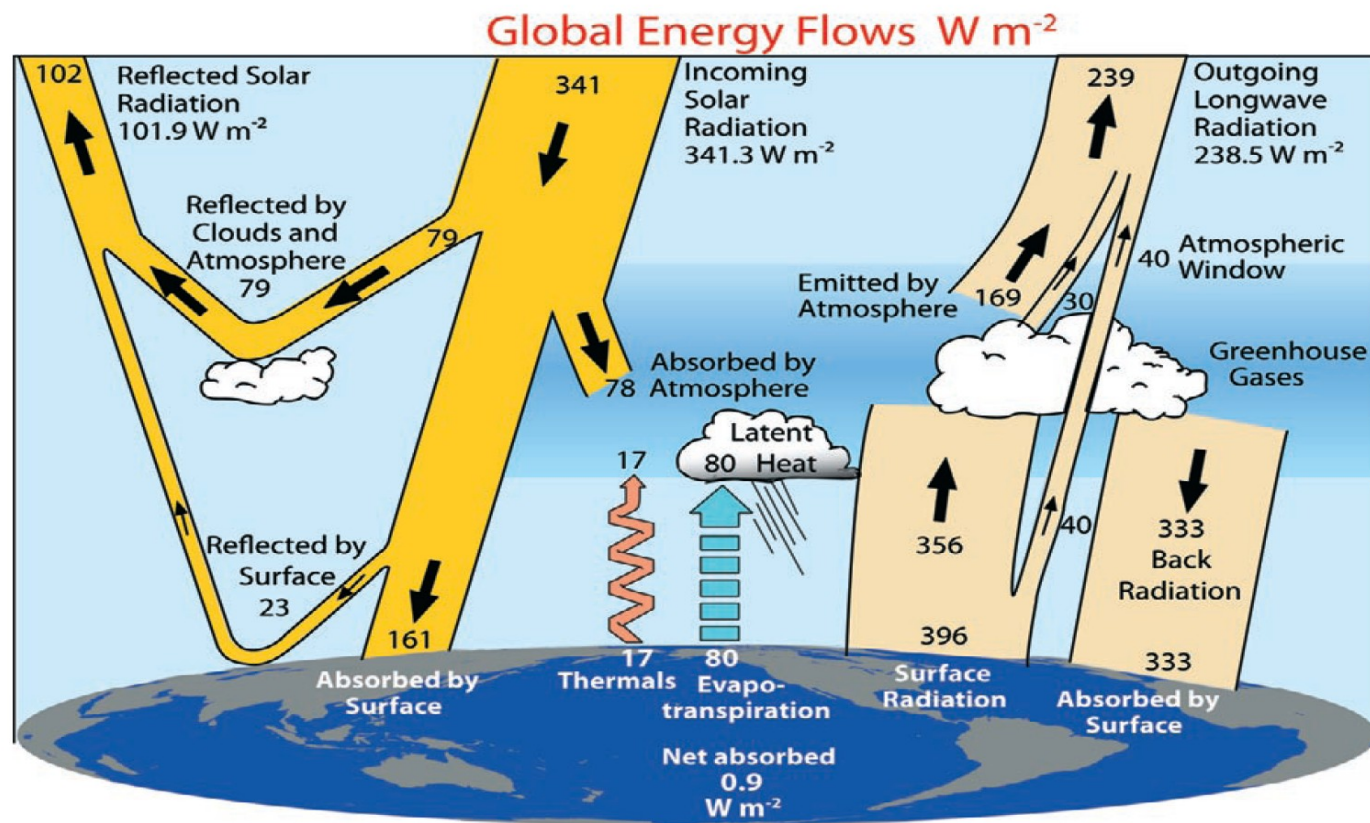 Global Energy Flows W m⁻²
102
Reflected Solar
Radiation
101.9 W m⁻²
341
Incoming
Solar
Radiation
341.3 W m⁻²
239
Outgoing
Longwave
Radiation
238.5 W m⁻²
Reflected by
Clouds and
Atmosphere
79
79
Emitted by
Atmosphere
169
30
40
Atmospheric
Window
Greenhouse
Gases
78
Absorbed by
Atmosphere
17
Latent
80 Heat
Reflected by
Surface
23
356
40
333
Back
Radiation
161
Absorbed by
Surface
17
Thermals
80
Evapo-
transpiration
396
Surface
Radiation
333
Absorbed by
Surface
Net absorbed
0.9
W m⁻²